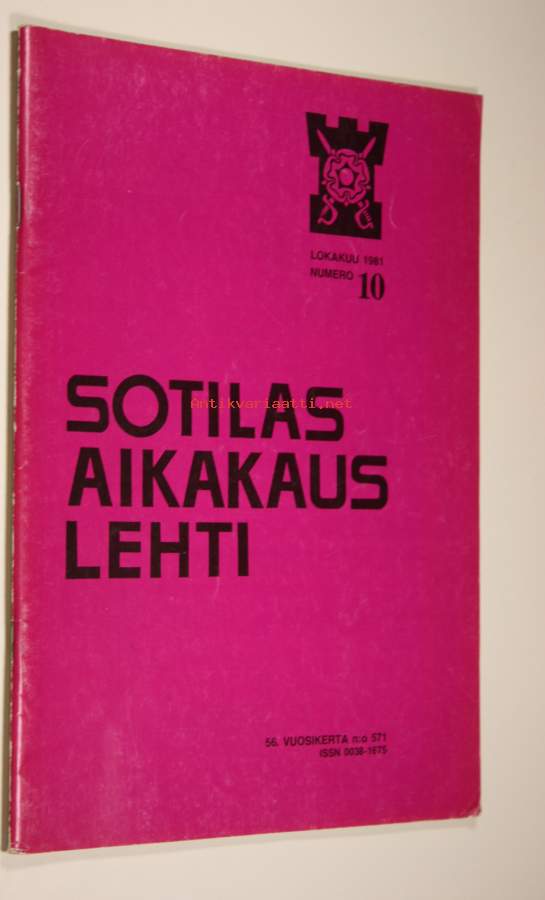 LOKAKUU 1981
NUMERO 10
SOTILAS
Antikvariaatti.net
AIKAKAUS
LEHTI
56. VUOSIKERTA n:o 571
ISSN 0038-1675